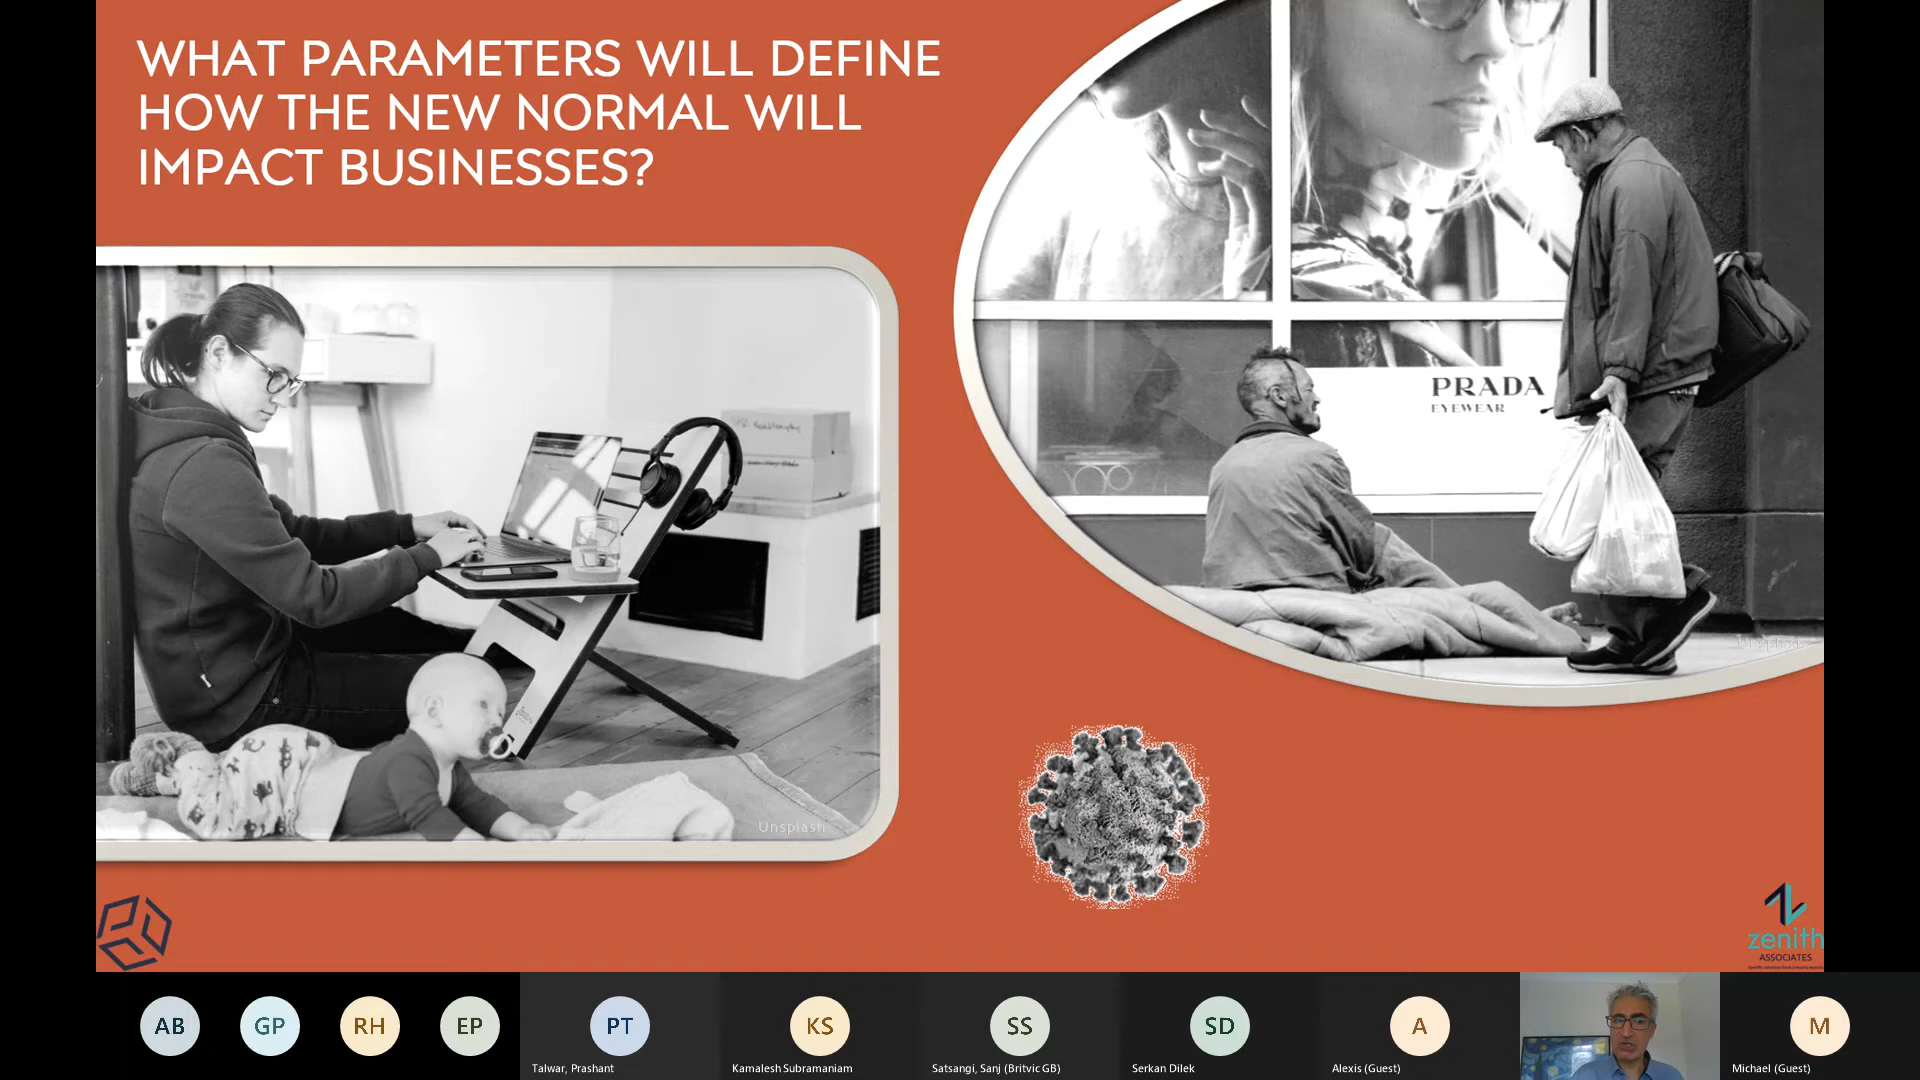 WHAT PARAMETERS WILL DEFINE
HOW THE NEW NORMAL WILL
IMPACT BUSINESSES?
PRADA
EYEWEAR
Unsplash
Unsplash
zenith
ASSOCIATES
AB
GP
RH
EP
PT
KS
SS
SD
A
M
Talwar, Prashant
Kamalesh Subramaniam
Satsangi, Sanj (Britvic GB)
Serkan Dilek
Alexis (Guest)
Michael (Guest)